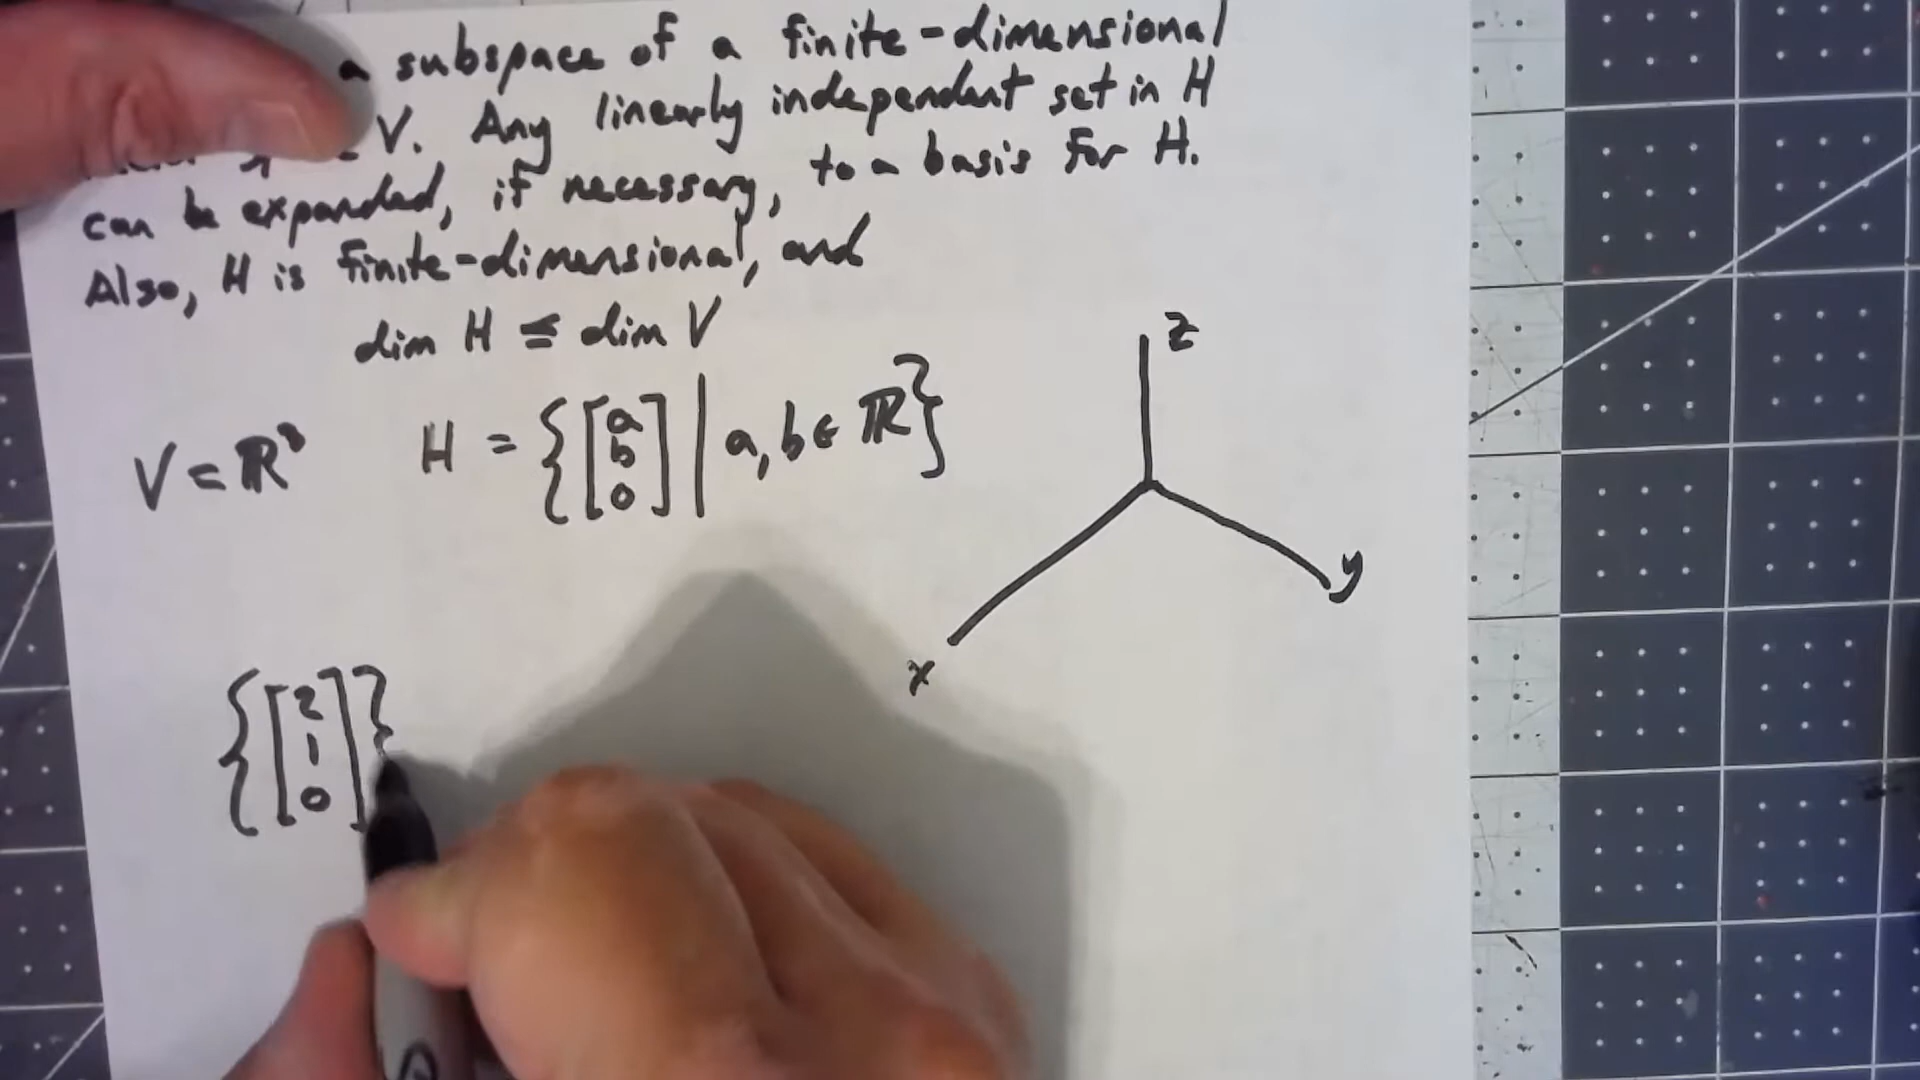 a subspace of a finite-dimensional
V. Any linearly independent set in H
can be expanded, if necessary, to a basis for H.
Also, H is finite-dimensional, and
dim H ≤ dim V
V = ℝ³ H = {[a b 0] | a, b ∈ ℝ}
z
y
x
{[2 1 0]}